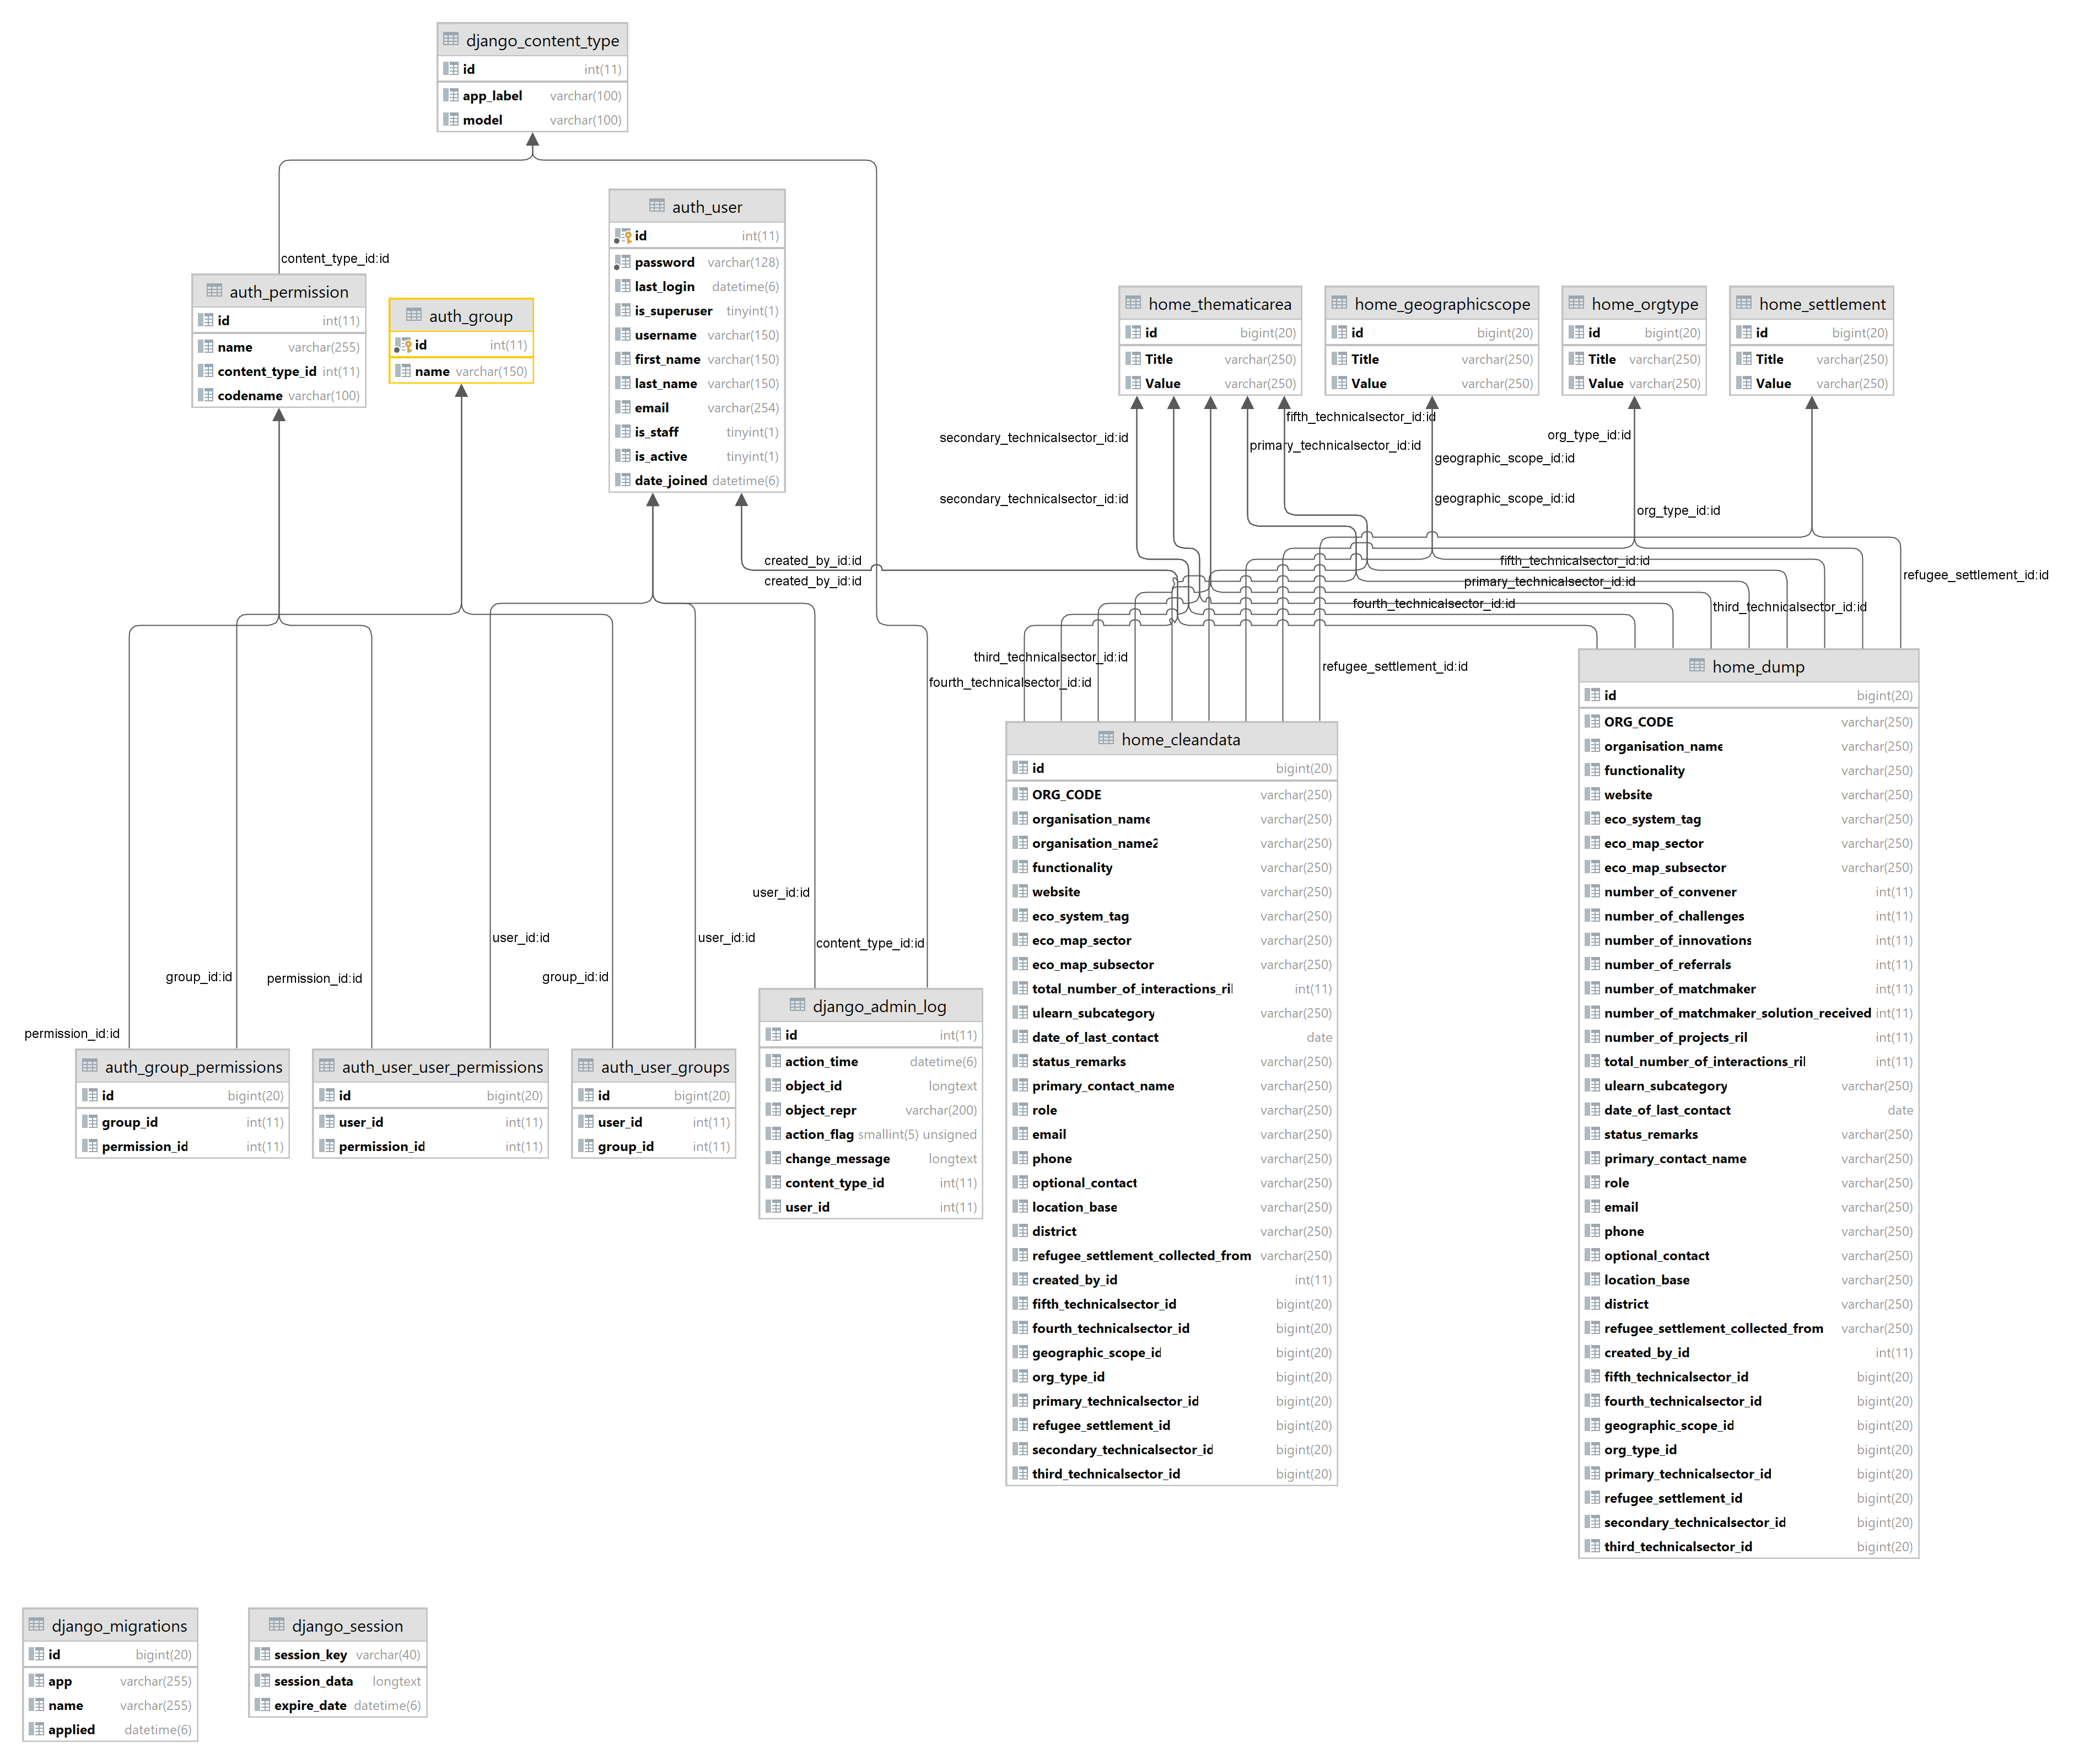 django_content_type
id int(11)
app_label varchar(100)
model varchar(100)
content_type_id:id
auth_user
id int(11)
password varchar(128)
last_login datetime(6)
is_superuser tinyint(1)
username varchar(150)
first_name varchar(150)
last_name varchar(150)
email varchar(254)
is_staff tinyint(1)
is_active tinyint(1)
date_joined datetime(6)
auth_permission
id int(11)
name varchar(255)
content_type_id int(11)
codename varchar(100)
auth_group
id int(11)
name varchar(150)
home_thematicarea
id bigint(20)
Title varchar(250)
Value varchar(250)
home_geographicscope
id bigint(20)
Title varchar(250)
Value varchar(250)
home_orgtype
id bigint(20)
Title varchar(250)
Value varchar(250)
home_settlement
id bigint(20)
Title varchar(250)
Value varchar(250)
fifth_technicalsector_id:id
secondary_technicalsector_id:id
primary_technicalsector_id:id
org_type_id:id
geographic_scope_id:id
secondary_technicalsector_id:id
geographic_scope_id:id
org_type_id:id
created_by_id:id
created_by_id:id
fifth_technicalsector_id:id
primary_technicalsector_id:id
refugee_settlement_id:id
fourth_technicalsector_id:id
third_technicalsector_id:id
third_technicalsector_id:id
fourth_technicalsector_id:id
refugee_settlement_id:id
home_dump
id bigint(20)
ORG_CODE varchar(250)
organisation_name varchar(250)
functionality varchar(250)
website varchar(250)
eco_system_tag varchar(250)
eco_map_sector varchar(250)
eco_map_subsector varchar(250)
number_of_convener int(11)
number_of_challenges int(11)
number_of_innovations int(11)
number_of_referrals int(11)
number_of_matchmaker int(11)
number_of_matchmaker_solution_received int(11)
number_of_projects_ril int(11)
total_number_of_interactions_ril int(11)
ulearn_subcategory varchar(250)
date_of_last_contact date
status_remarks varchar(250)
primary_contact_name varchar(250)
role varchar(250)
email varchar(250)
phone varchar(250)
optional_contact varchar(250)
location_base varchar(250)
district varchar(250)
refugee_settlement_collected_from varchar(250)
created_by_id int(11)
fifth_technicalsector_id bigint(20)
fourth_technicalsector_id bigint(20)
geographic_scope_id bigint(20)
org_type_id bigint(20)
primary_technicalsector_id bigint(20)
refugee_settlement_id bigint(20)
secondary_technicalsector_id bigint(20)
third_technicalsector_id bigint(20)
home_cleandata
id bigint(20)
ORG_CODE varchar(250)
organisation_name varchar(250)
organisation_name2 varchar(250)
functionality varchar(250)
website varchar(250)
eco_system_tag varchar(250)
eco_map_sector varchar(250)
eco_map_subsector varchar(250)
total_number_of_interactions_ril int(11)
ulearn_subcategory varchar(250)
date_of_last_contact date
status_remarks varchar(250)
primary_contact_name varchar(250)
role varchar(250)
email varchar(250)
phone varchar(250)
optional_contact varchar(250)
location_base varchar(250)
district varchar(250)
refugee_settlement_collected_from varchar(250)
created_by_id int(11)
fifth_technicalsector_id bigint(20)
fourth_technicalsector_id bigint(20)
geographic_scope_id bigint(20)
org_type_id bigint(20)
primary_technicalsector_id bigint(20)
refugee_settlement_id bigint(20)
secondary_technicalsector_id bigint(20)
third_technicalsector_id bigint(20)
user_id:id
user_id:id
user_id:id
content_type_id:id
group_id:id
permission_id:id
group_id:id
permission_id:id
django_admin_log
id int(11)
action_time datetime(6)
object_id longtext
object_repr varchar(200)
action_flag smallint(5) unsigned
change_message longtext
content_type_id int(11)
user_id int(11)
auth_group_permissions
id bigint(20)
group_id int(11)
permission_id int(11)
auth_user_user_permissions
id bigint(20)
user_id int(11)
permission_id int(11)
auth_user_groups
id bigint(20)
user_id int(11)
group_id int(11)
django_migrations
id bigint(20)
app varchar(255)
name varchar(255)
applied datetime(6)
django_session
session_key varchar(40)
session_data longtext
expire_date datetime(6)